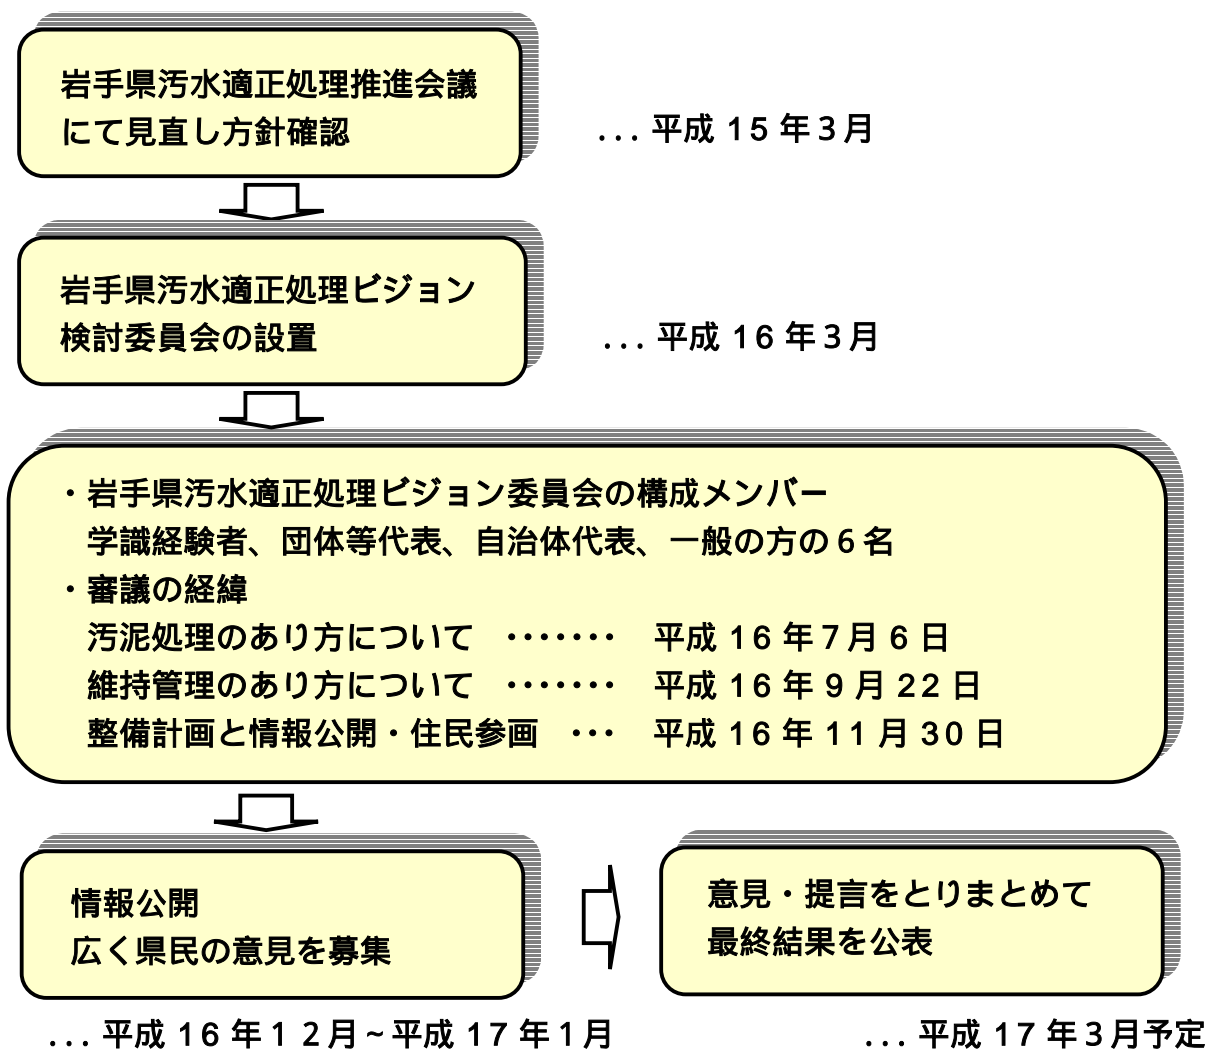 岩手県汚水適正処理推進会議
にて見直し方針確認
... 平成 15 年３月
岩手県汚水適正処理ビジョン
検討委員会の設置
... 平成 16 年３月
・岩手県汚水適正処理ビジョン委員会の構成メンバー
学識経験者、団体等代表、自治体代表、一般の方の６名
・審議の経緯
汚泥処理のあり方について ‥‥‥・ 平成 16 年７月６日
維持管理のあり方について ‥‥‥・ 平成 16 年 9 月 22 日
整備計画と情報公開・住民参画 ‥・ 平成 16 年 11 月 30 日
情報公開
広く県民の意見を募集
... 平成 16 年１２月～平成 17 年１月
意見・提言をとりまとめて
最終結果を公表
... 平成 17 年３月予定